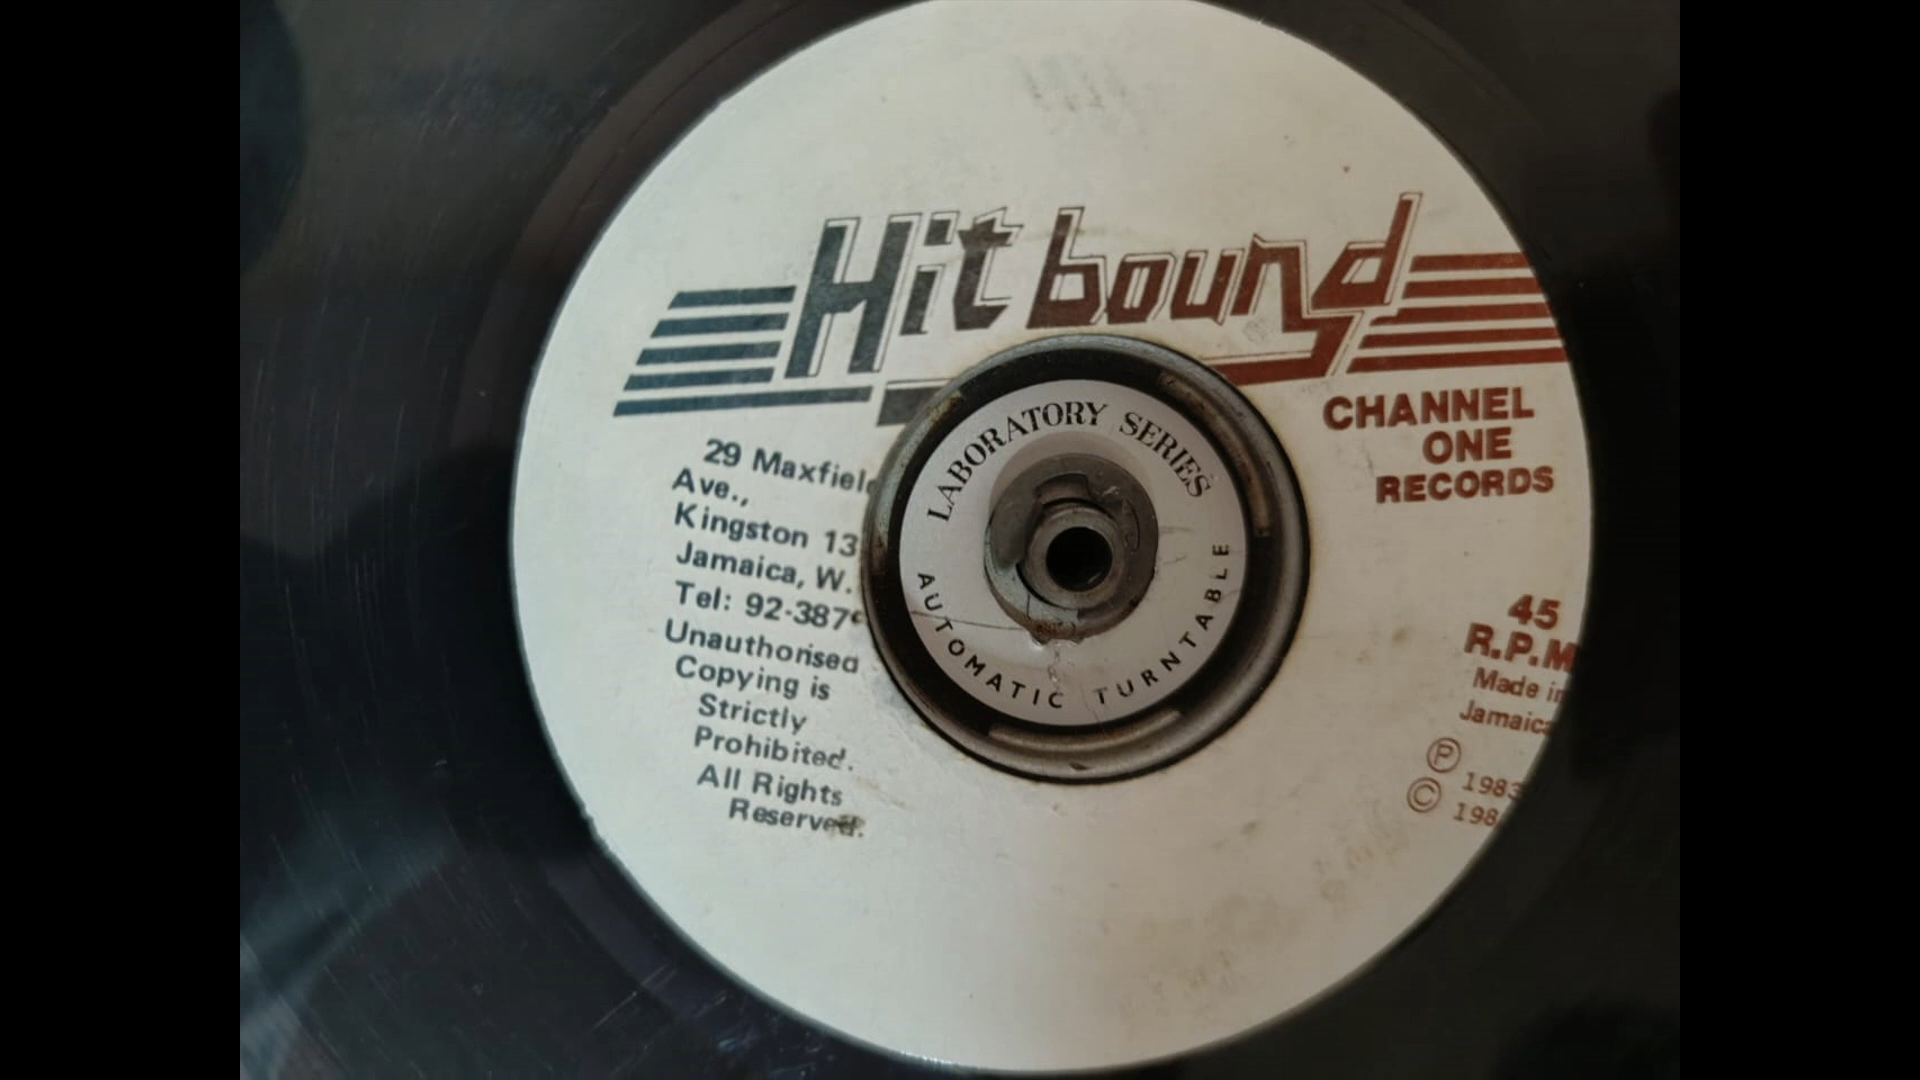 Hit bound
CHANNEL
ONE
RECORDS
29 Maxfield
Ave.,
Kingston 13
Jamaica, W.
Tel: 92-387
Unauthorised
Copying is
Strictly
Prohibited.
All Rights
Reserved.
LABORATORY SERIES
AUTOMATIC TURNTABLE
45
R.P.M
Made in
Jamaica
Ⓟ 1983
© 198